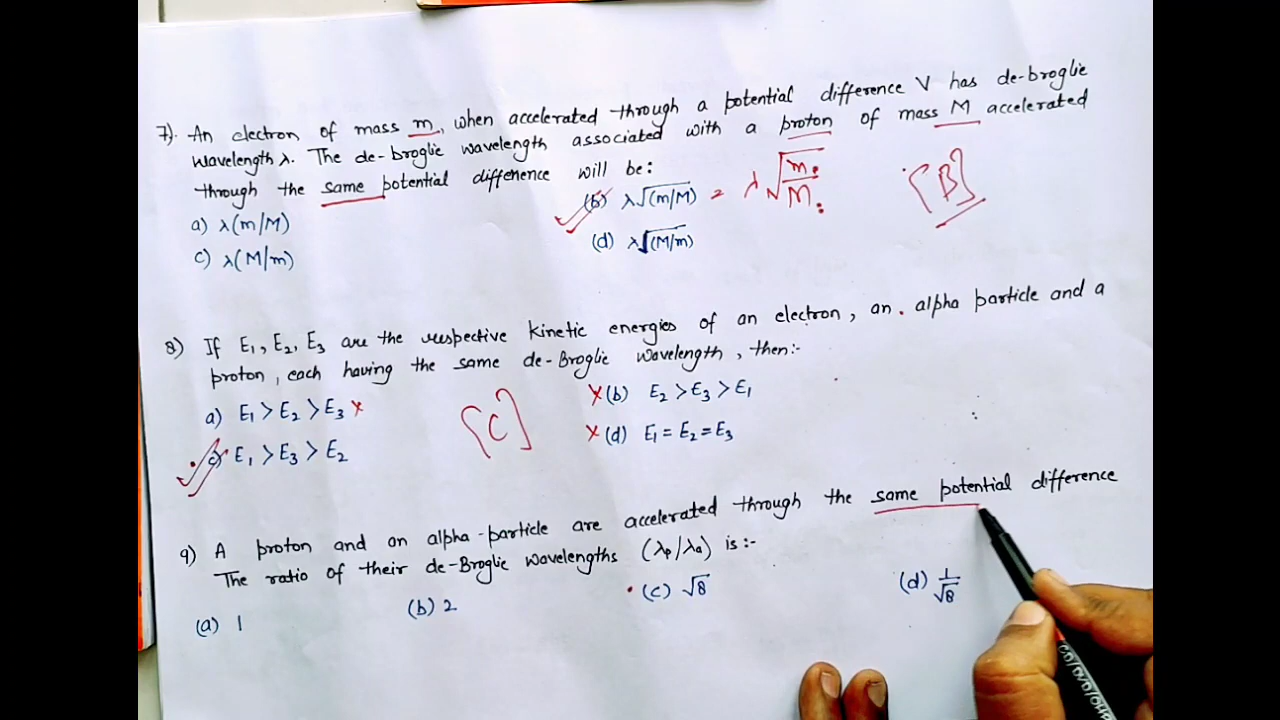 7). An electron of mass m, when accelerated through a potential difference V has de-broglie
wavelength λ. The de-broglie wavelength associated with a proton of mass M accelerated
through the same potential difference will be:
a) λ(m/M) (b) λ√(m/M) = λ√(m/M) [B]
c) λ(M/m) (d) λ√(M/m)
8) If E1, E2, E3 are the respective kinetic energies of an electron, an alpha particle and a
proton, each having the same de-Broglie wavelength, then:-
a) E1 > E2 > E3 x x (b) E2 > E3 > E1
c) E1 > E3 > E2 [C] x (d) E1 = E2 = E3
9) A proton and an alpha-particle are accelerated through the same potential difference
The ratio of their de-Broglie wavelengths (λp/λa) is:-
(a) 1 (b) 2 (c) √8 (d) 1/√8